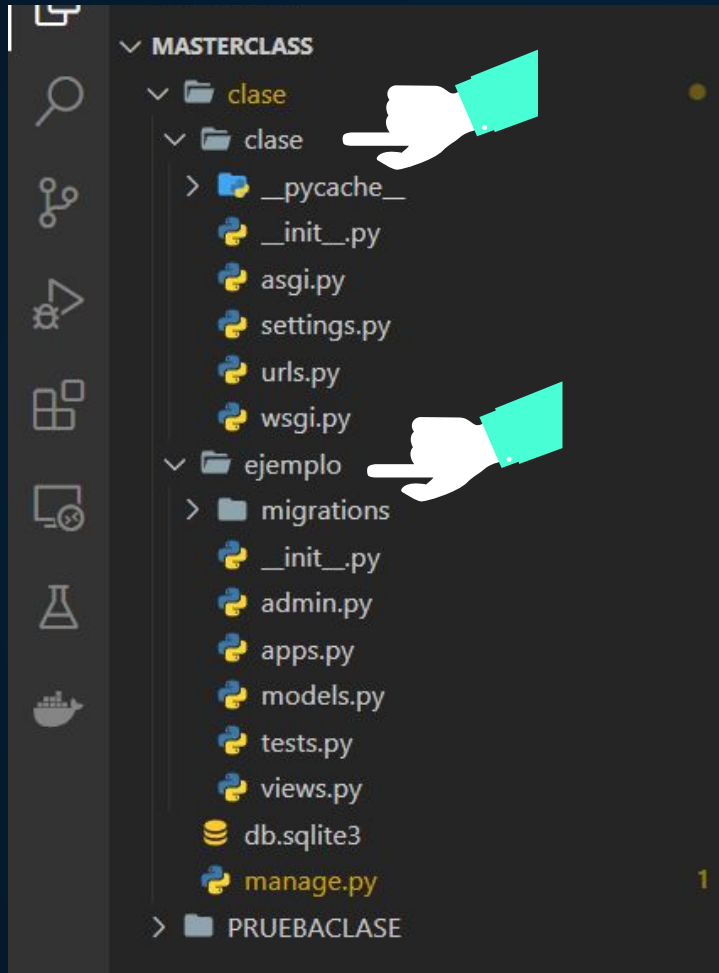 MASTERCLASS
clase
clase
__pycache__
__init__.py
asgi.py
settings.py
urls.py
wsgi.py
ejemplo
migrations
__init__.py
admin.py
apps.py
models.py
tests.py
views.py
db.sqlite3
manage.py 1
PRUEBACLASE